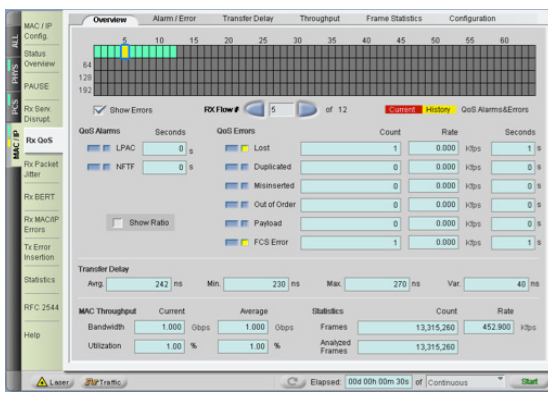 Overview Alarm / Error Transfer Delay Throughput Frame Statistics Configuration
MAC / IP Config.
Status Overview
PAUSE
Rx Serv. Disrupt.
Rx QoS
Rx Packet Jitter
Rx BERT
Rx MAC/IP Errors
Tx Error Insertion
Statistics
RFC 2544
Help
ALL
PHYS
PCS
MAC/IP
5 10 15 20 25 30 35 40 45 50 55 60
64
128
192
Show Errors RX Flow # 5 of 12 Current History QoS Alarms&Errors
QoS Alarms Seconds QoS Errors Count Rate Seconds
LPAC 0 s Lost 1 0.000 Kfps 1 s
NFTF 0 s Duplicated 0 0.000 Kfps 0 s
Misinserted 0 0.000 Kfps 0 s
Out of Order 0 0.000 Kfps 0 s
Show Ratio Payload 0 0.000 Kfps 0 s
FCS Error 1 0.000 Kfps 1 s
Transfer Delay
Avrg. 242 ns Min. 230 ns Max. 270 ns Var. 40 ns
MAC Throughput Current Average Statistics Count Rate
Bandwidth 1.000 Gbps 1.000 Gbps Frames 13,315,260 452.900 Kfps
Utilization 1.00 % 1.00 % Analyzed Frames 13,315,260
Laser Traffic Elapsed: 00d 00h 00m 30s of Continuous Start